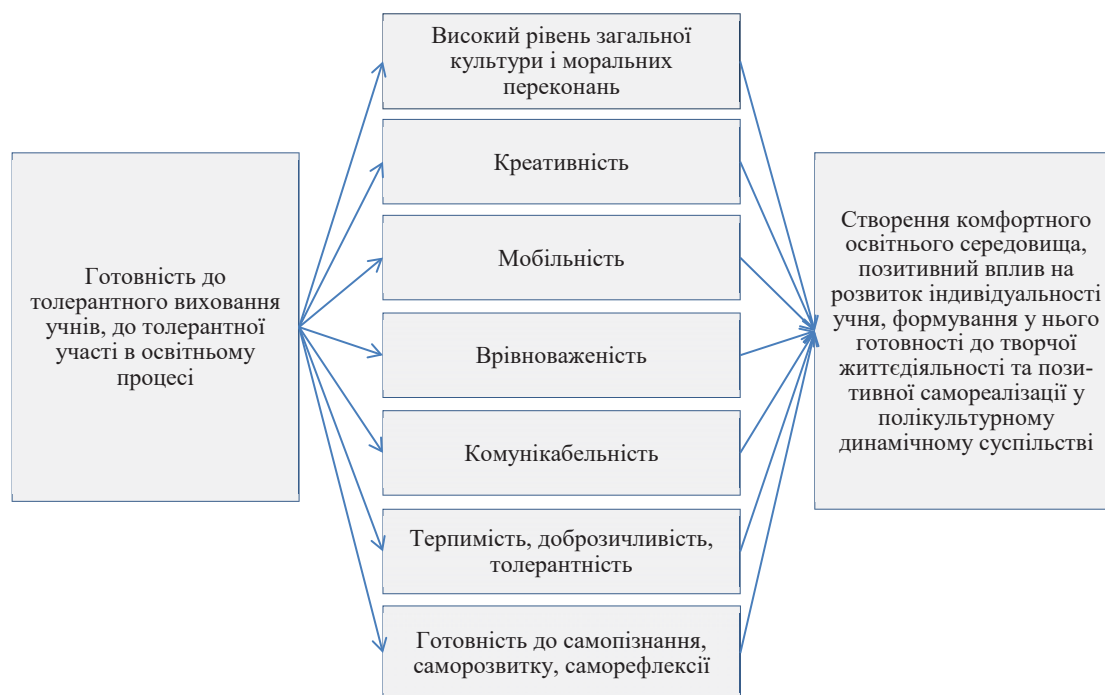 Готовність до
толерантного виховання
учнів, до толерантної
участі в освітньому
процесі
Високий рівень загальної
культури і моральних
переконань
Креативність
Мобільність
Врівноваженість
Комунікабельність
Терпимість, доброзичливість,
толерантність
Готовність до самопізнання,
саморозвитку, саморефлексії
Створення комфортного
освітнього середовища,
позитивний вплив на
розвиток індивідуальності
учня, формування у нього
готовності до творчої
життєдіяльності та пози-
тивної самореалізації у
полікультурному
динамічному суспільстві